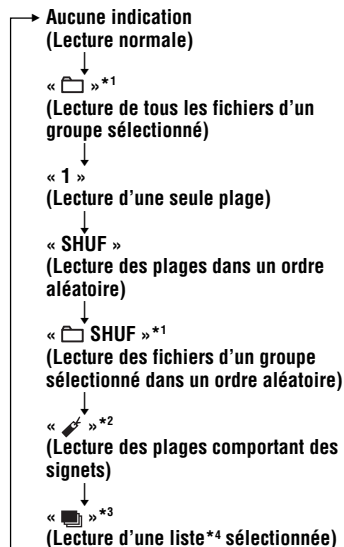 Aucune indication
(Lecture normale)
« »*1
(Lecture de tous les fichiers d’un
groupe sélectionné)
« 1 »
(Lecture d’une seule plage)
« SHUF »
(Lecture des plages dans un ordre
aléatoire)
« SHUF »*1
(Lecture des fichiers d’un groupe
sélectionné dans un ordre aléatoire)
« »*2
(Lecture des plages comportant des
signets)
« »*3
(Lecture d’une liste*4 sélectionnée)